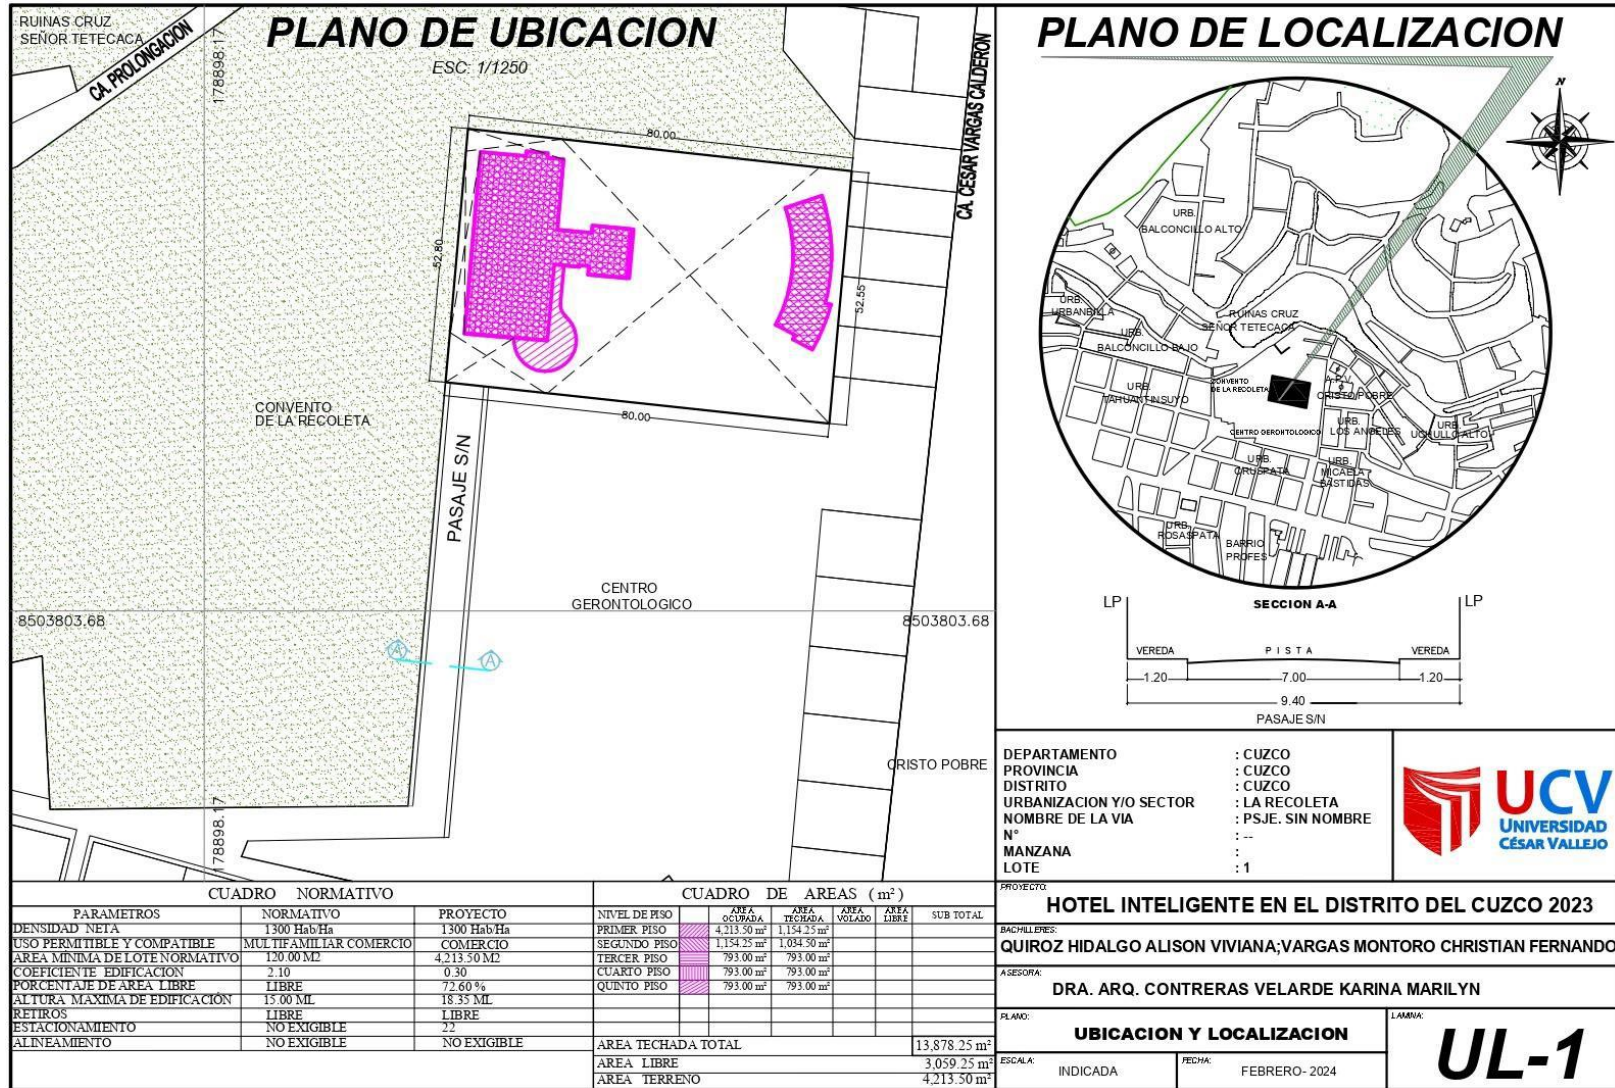 RUINAS CRUZ
SEÑOR TETECACA
CA. PROLONGACION
178898.17
PLANO DE UBICACION
ESC: 1/1250
CA. CESAR VARGAS CALDERON
80.00
52.80
52.55
80.00
CONVENTO
DE LA RECOLETA
PASAJE S/N
CENTRO
GERONTOLOGICO
8503803.68
8503803.68
A
A
CRISTO POBRE
178898.17
PLANO DE LOCALIZACION
N
URB.
BALCONCILLO ALTO
URB.
URBANBILLA
RUINAS CRUZ
SEÑOR TETECACA
URB.
BALCONCILLO BAJO
URB.
TAHUANTINSUYO
CONVENTO
DE LA RECOLETA
A.P.V.
CRISTO POBRE
CENTRO GERONTOLOGICO
URB.
LOS ANGELES
URB.
UCHULLO ALTO
URB.
CRUSPATA
URB.
MICAELA
BASTIDAS
URB.
ROSASPATA
BARRIO
PROFES
LP
SECCION A-A
LP
VEREDA
PISTA
VEREDA
1.20
7.00
1.20
9.40
PASAJE S/N
DEPARTAMENTO : CUZCO
PROVINCIA : CUZCO
DISTRITO : CUZCO
URBANIZACION Y/O SECTOR : LA RECOLETA
NOMBRE DE LA VIA : PSJE. SIN NOMBRE
N° : --
MANZANA :
LOTE : 1
UCV
UNIVERSIDAD
CÉSAR VALLEJO
CUADRO NORMATIVO
PARAMETROS NORMATIVO PROYECTO
DENSIDAD NETA 1300 Hab/Ha 1300 Hab/Ha
USO PERMITIBLE Y COMPATIBLE MULTIFAMILIAR COMERCIO COMERCIO
AREA MÍNIMA DE LOTE NORMATIVO 120.00 M2 4,213.50 M2
COEFICIENTE EDIFICACION 2.10 0.30
PORCENTAJE DE AREA LIBRE LIBRE 72.60 %
ALTURA MAXIMA DE EDIFICACIÓN 15.00 ML 18.35 ML
RETIROS LIBRE LIBRE
ESTACIONAMIENTO NO EXIGIBLE 22
ALINEAMIENTO NO EXIGIBLE NO EXIGIBLE
CUADRO DE AREAS (m²)
NIVEL DE PISO AREA OCUPADA AREA TECHADA AREA VOLADO AREA LIBRE SUB TOTAL
PRIMER PISO 4,213.50 m² 1,154.25 m²
SEGUNDO PISO 1,154.25 m² 1,034.50 m²
TERCER PISO 793.00 m² 793.00 m²
CUARTO PISO 793.00 m² 793.00 m²
QUINTO PISO 793.00 m² 793.00 m²
AREA TECHADA TOTAL 13,878.25 m²
AREA LIBRE 3,059.25 m²
AREA TERRENO 4,213.50 m²
PROYECTO:
HOTEL INTELIGENTE EN EL DISTRITO DEL CUZCO 2023
BACHILLERES:
QUIROZ HIDALGO ALISON VIVIANA;VARGAS MONTORO CHRISTIAN FERNANDO
ASESORA:
DRA. ARQ. CONTRERAS VELARDE KARINA MARILYN
PLANO:
UBICACION Y LOCALIZACION
LAMINA:
UL-1
ESCALA:
INDICADA
FECHA:
FEBRERO- 2024